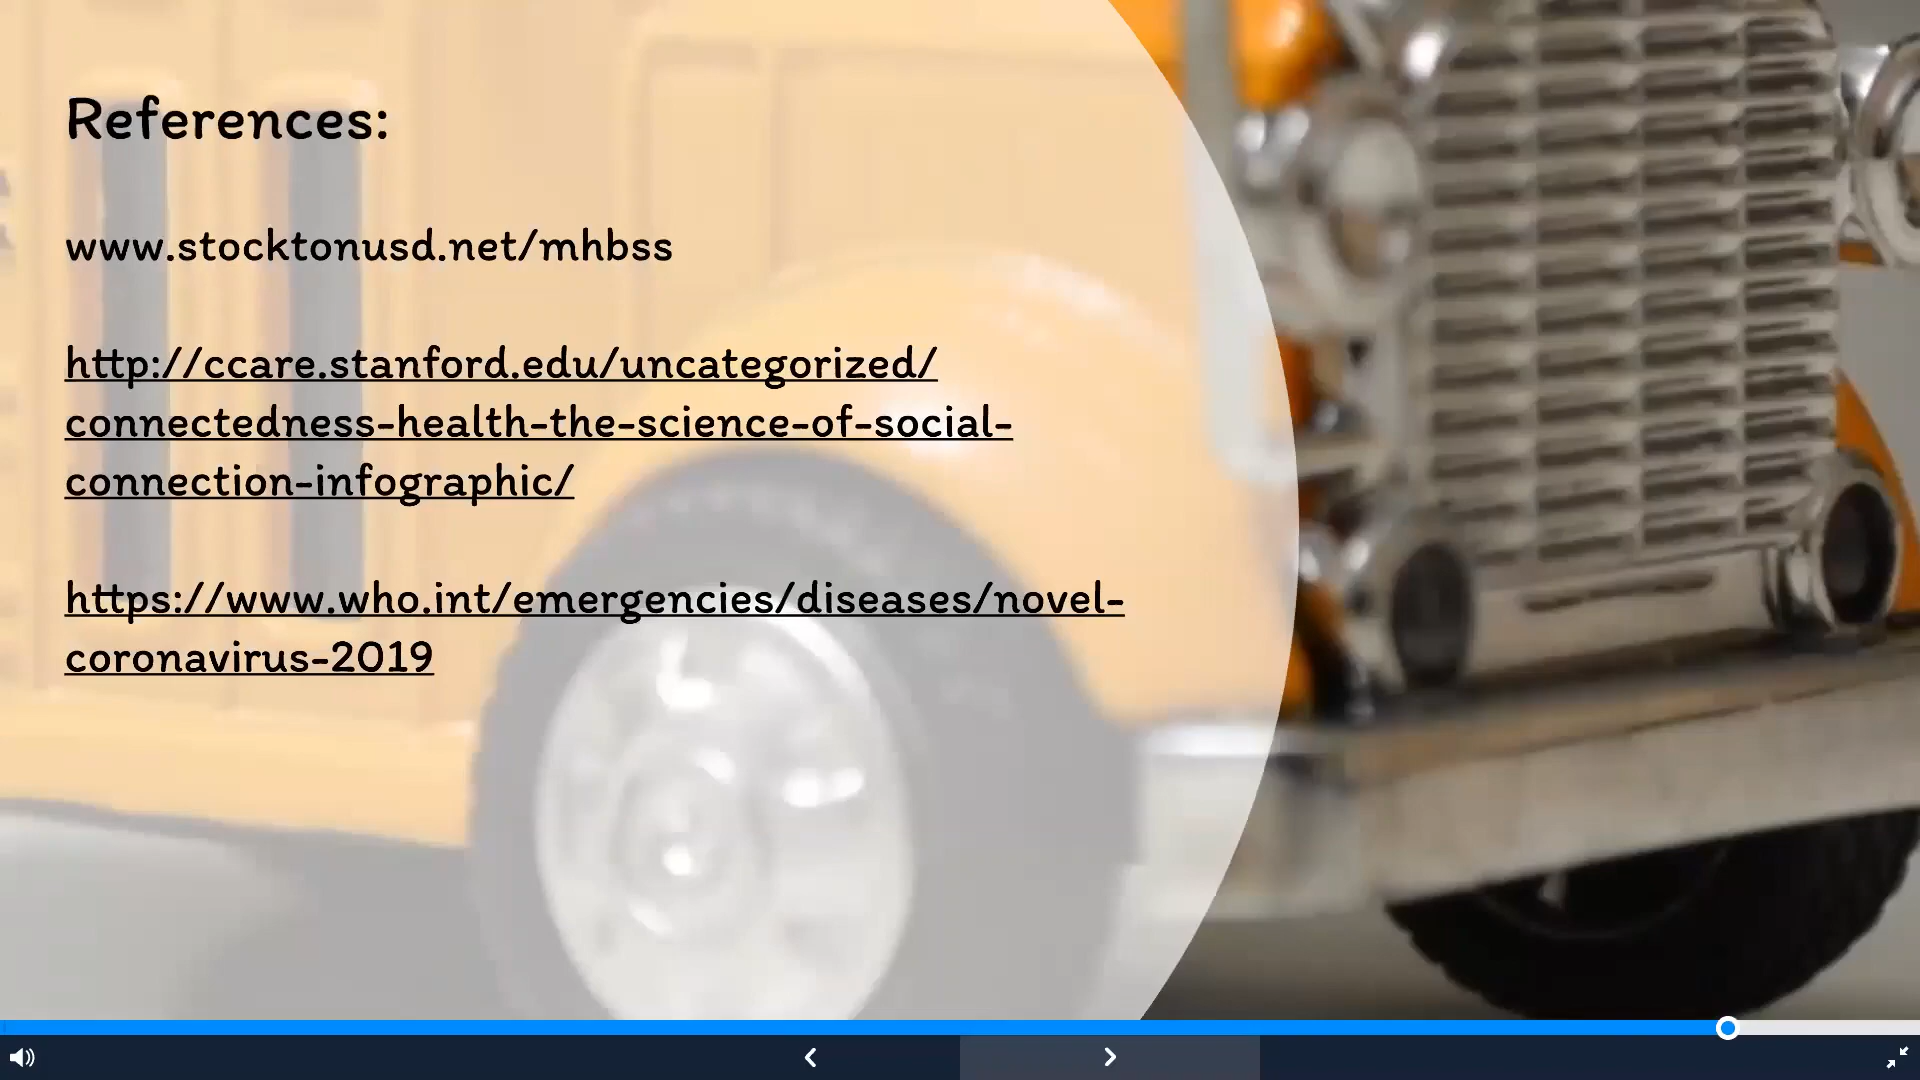 References:
www.stocktonusd.net/mhbss
http://ccare.stanford.edu/uncategorized/
connectedness-health-the-science-of-social-
connection-infographic/
https://www.who.int/emergencies/diseases/novel-
coronavirus-2019